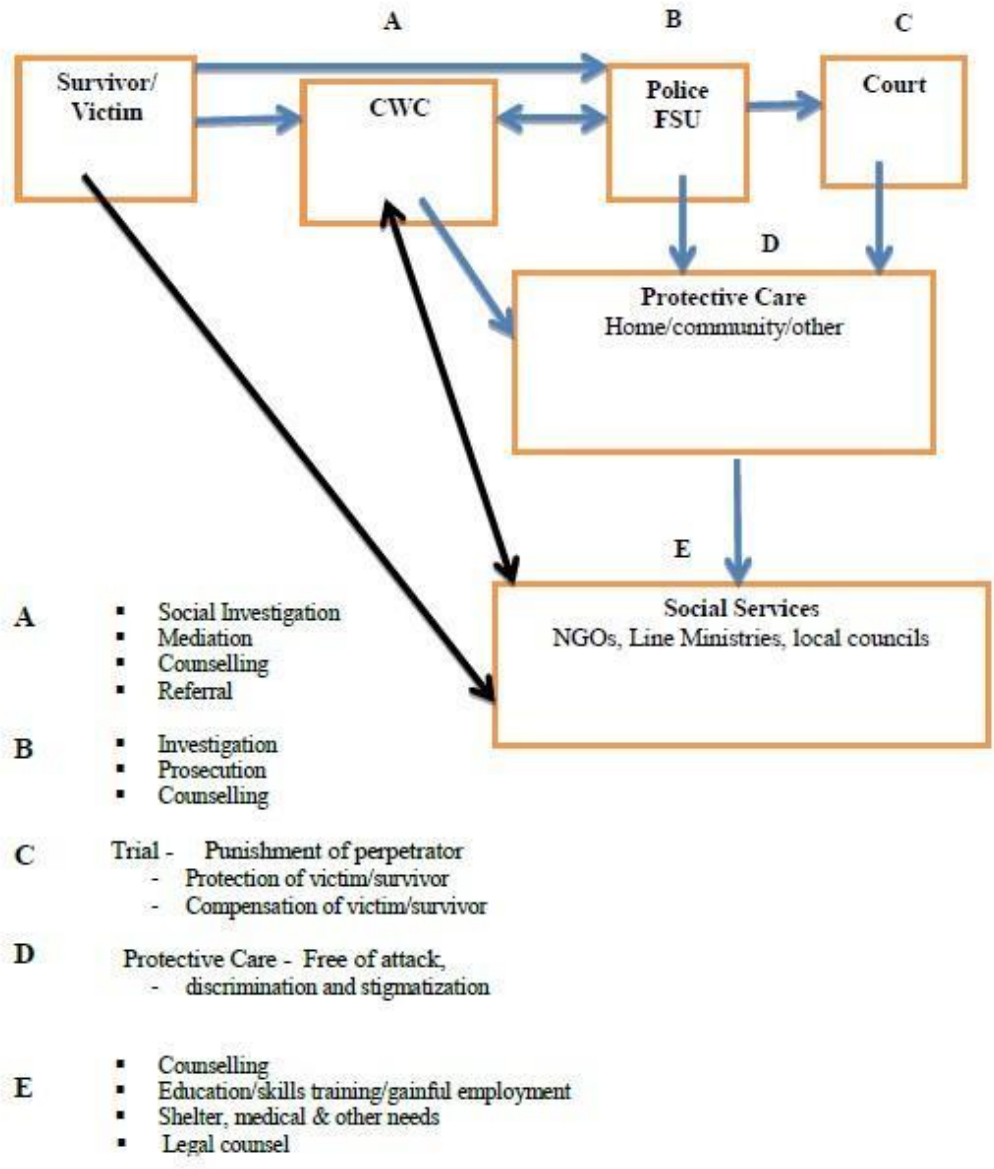 A
B
C
Survivor/
Victim
CWC
Police
FSU
Court
D
Protective Care
Home/community/other
E
Social Services
NGOs, Line Ministries, local councils
A
▪ Social Investigation
▪ Mediation
▪ Counselling
▪ Referral
B
▪ Investigation
▪ Prosecution
▪ Counselling
C
Trial - Punishment of perpetrator
- Protection of victim/survivor
- Compensation of victim/survivor
D
Protective Care - Free of attack,
- discrimination and stigmatization
E
▪ Counselling
▪ Education/skills training/gainful employment
▪ Shelter, medical & other needs
▪ Legal counsel